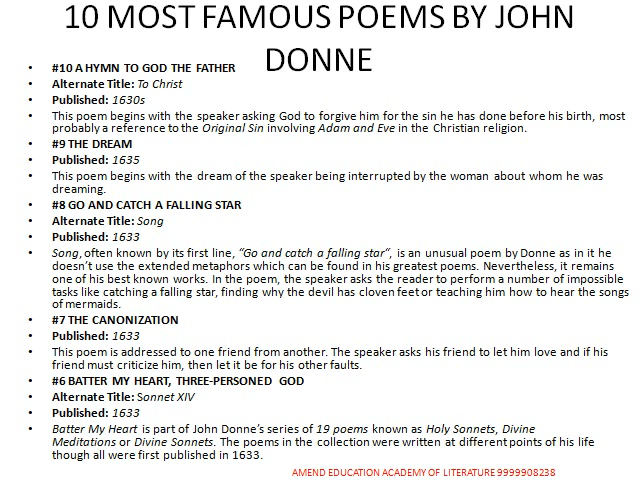 10 MOST FAMOUS POEMS BY JOHN
DONNE
• #10 A HYMN TO GOD THE FATHER
• Alternate Title: To Christ
• Published: 1630s
• This poem begins with the speaker asking God to forgive him for the sin he has done before his birth, most
probably a reference to the Original Sin involving Adam and Eve in the Christian religion.
• #9 THE DREAM
• Published: 1635
• This poem begins with the dream of the speaker being interrupted by the woman about whom he was
dreaming.
• #8 GO AND CATCH A FALLING STAR
• Alternate Title: Song
• Published: 1633
• Song, often known by its first line, “Go and catch a falling star“, is an unusual poem by Donne as in it he
doesn’t use the extended metaphors which can be found in his greatest poems. Nevertheless, it remains
one of his best known works. In the poem, the speaker asks the reader to perform a number of impossible
tasks like catching a falling star, finding why the devil has cloven feet or teaching him how to hear the songs
of mermaids.
• #7 THE CANONIZATION
• Published: 1633
• This poem is addressed to one friend from another. The speaker asks his friend to let him love and if his
friend must criticize him, then let it be for his other faults.
• #6 BATTER MY HEART, THREE-PERSONED GOD
• Alternate Title: Sonnet XIV
• Published: 1633
• Batter My Heart is part of John Donne’s series of 19 poems known as Holy Sonnets, Divine
Meditations or Divine Sonnets. The poems in the collection were written at different points of his life
though all were first published in 1633.
AMEND EDUCATION ACADEMY OF LITERATURE 9999908238